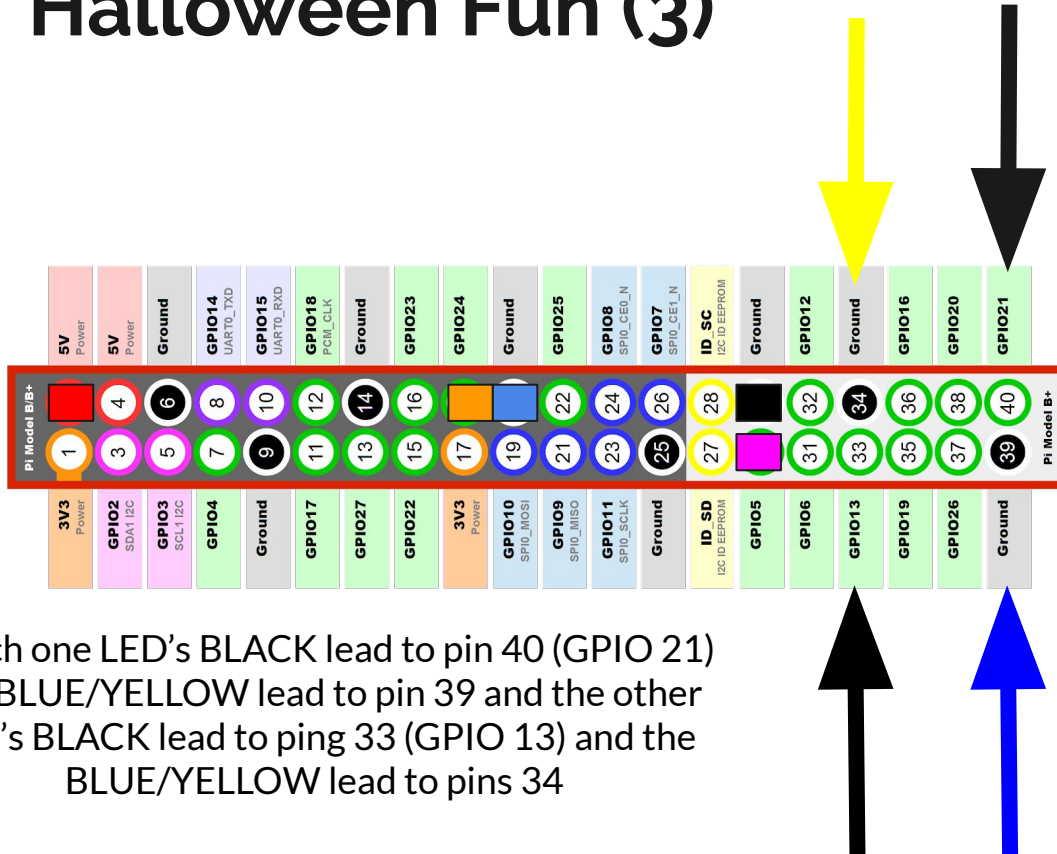 Halloween Fun (3)
5V
Power
5V
Power
Ground
GPIO14
UART0_TXD
GPIO15
UART0_RXD
GPIO18
PCM_CLK
Ground
GPIO23
GPIO24
Ground
GPIO25
GPIO8
SPI0_CE0_N
GPIO7
SPI0_CE1_N
ID_SC
I2C ID EEPROM
Ground
GPIO12
Ground
GPIO16
GPIO20
GPIO21
Pi Model B/B+
4 6 8 10 12 14 16 22 24 26 28 32 34 36 38 40
1 3 5 7 9 11 13 15 17 19 21 23 25 27 31 33 35 37 39
Pi Model B+
3V3
Power
GPIO2
SDA1 I2C
GPIO3
SCL1 I2C
GPIO4
Ground
GPIO17
GPIO27
GPIO22
3V3
Power
GPIO10
SPI0_MOSI
GPIO9
SPI0_MISO
GPIO11
SPI0_SCLK
Ground
ID_SD
I2C ID EEPROM
GPIO5
GPIO6
GPIO13
GPIO19
GPIO26
Ground
ch one LED's BLACK lead to pin 40 (GPIO 21)
BLUE/YELLOW lead to pin 39 and the other
's BLACK lead to ping 33 (GPIO 13) and the
BLUE/YELLOW lead to pins 34